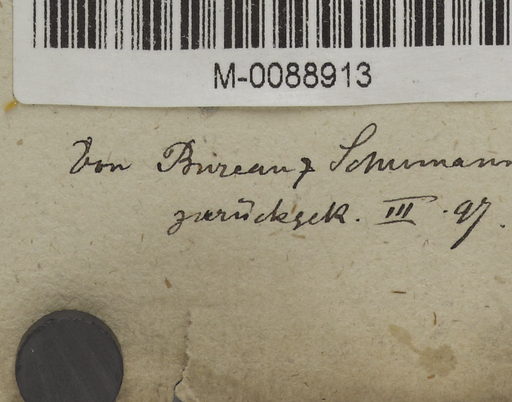 M-0088913
Von Bureau & Schumann
zurückgek. III. 97.